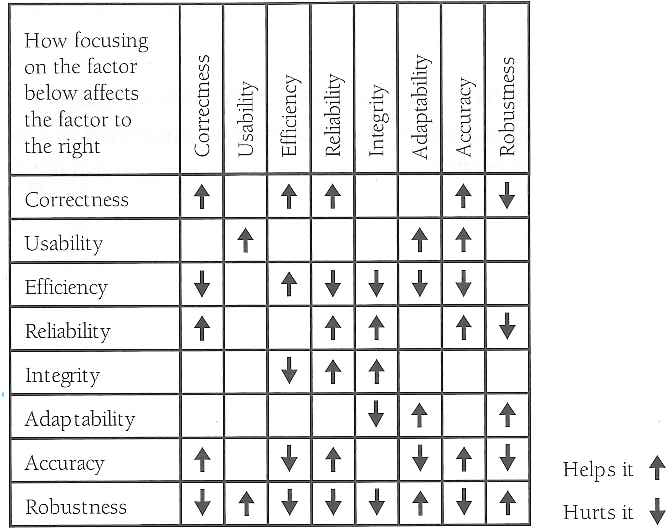 How focusing
on the factor
below affects
the factor to
the right
Correctness
Usability
Efficiency
Reliability
Integrity
Adaptability
Accuracy
Robustness
Correctness ↑ ↑ ↑ ↑ ↓
Usability ↑ ↑ ↑
Efficiency ↓ ↑ ↓ ↓ ↓ ↓
Reliability ↑ ↑ ↑ ↑ ↓
Integrity ↓ ↑ ↑
Adaptability ↓ ↑ ↑
Accuracy ↑ ↓ ↑ ↓ ↑ ↓
Robustness ↓ ↑ ↓ ↓ ↓ ↑ ↓ ↑
Helps it ↑
Hurts it ↓